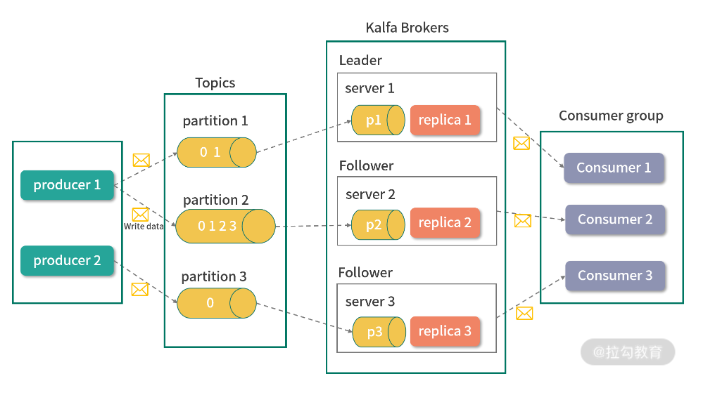 Kalfa Brokers
Topics
Leader
server 1
p1
replica 1
Follower
server 2
p2
replica 2
Follower
server 3
p3
replica 3
partition 1
0 1
partition 2
0 1 2 3
partition 3
0
producer 1
producer 2
Write data
Consumer group
Consumer 1
Consumer 2
Consumer 3
@拉勾教育